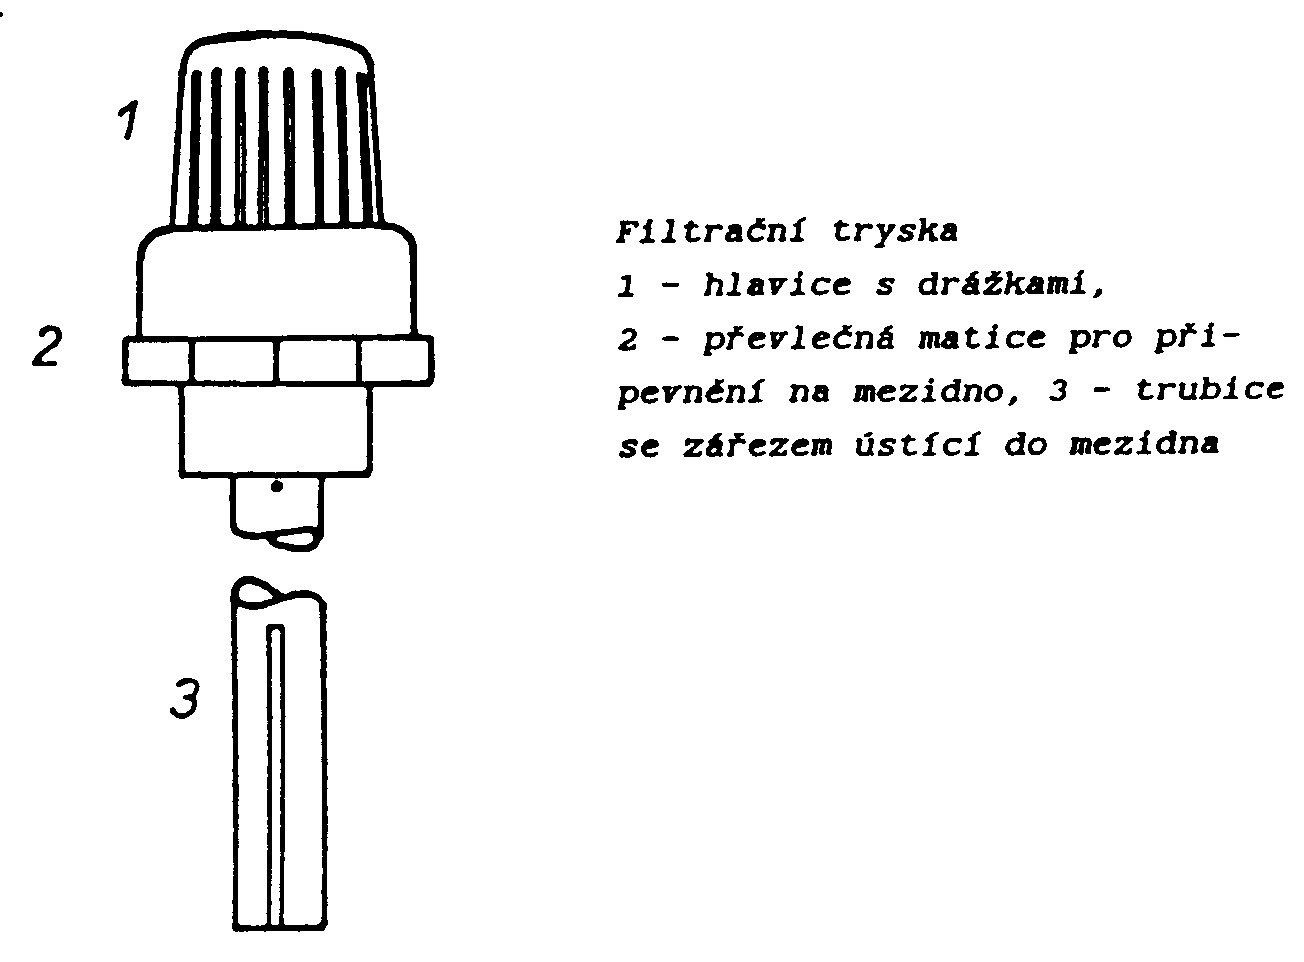 1
2
3
Filtrační tryska
1 - hlavice s drážkami,
2 - převlečná matice pro při-
pevnění na mezidno, 3 - trubice
se zářezem ústící do mezidna